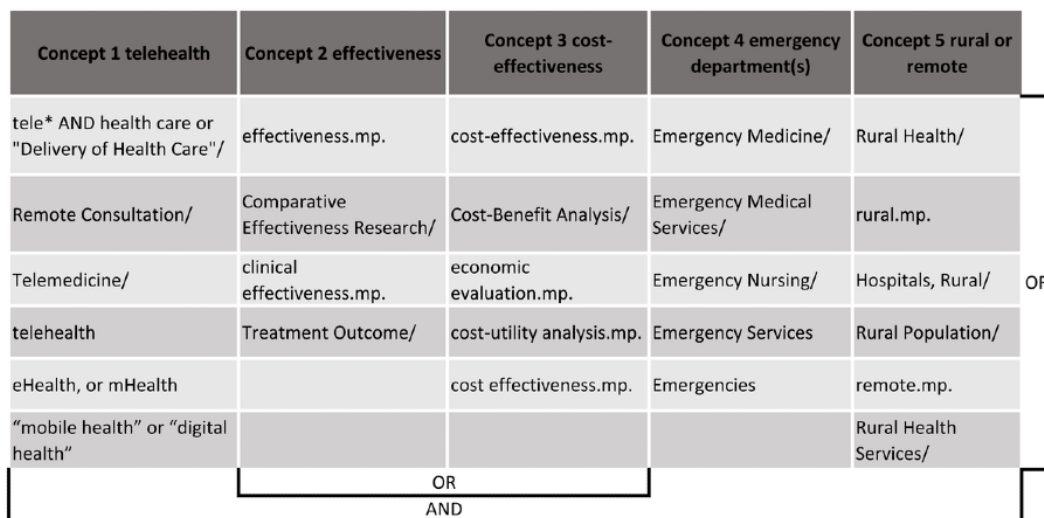 Concept 1 telehealth
Concept 2 effectiveness
Concept 3 cost-
effectiveness
Concept 4 emergency
department(s)
Concept 5 rural or
remote
tele* AND health care or
"Delivery of Health Care"/
effectiveness.mp.
cost-effectiveness.mp.
Emergency Medicine/
Rural Health/
Remote Consultation/
Comparative
Effectiveness Research/
Cost-Benefit Analysis/
Emergency Medical
Services/
rural.mp.
Telemedicine/
clinical
effectiveness.mp.
economic
evaluation.mp.
Emergency Nursing/
Hospitals, Rural/
OR
telehealth
Treatment Outcome/
cost-utility analysis.mp.
Emergency Services
Rural Population/
eHealth, or mHealth
cost effectiveness.mp.
Emergencies
remote.mp.
“mobile health” or “digital
health”
Rural Health
Services/
OR
AND